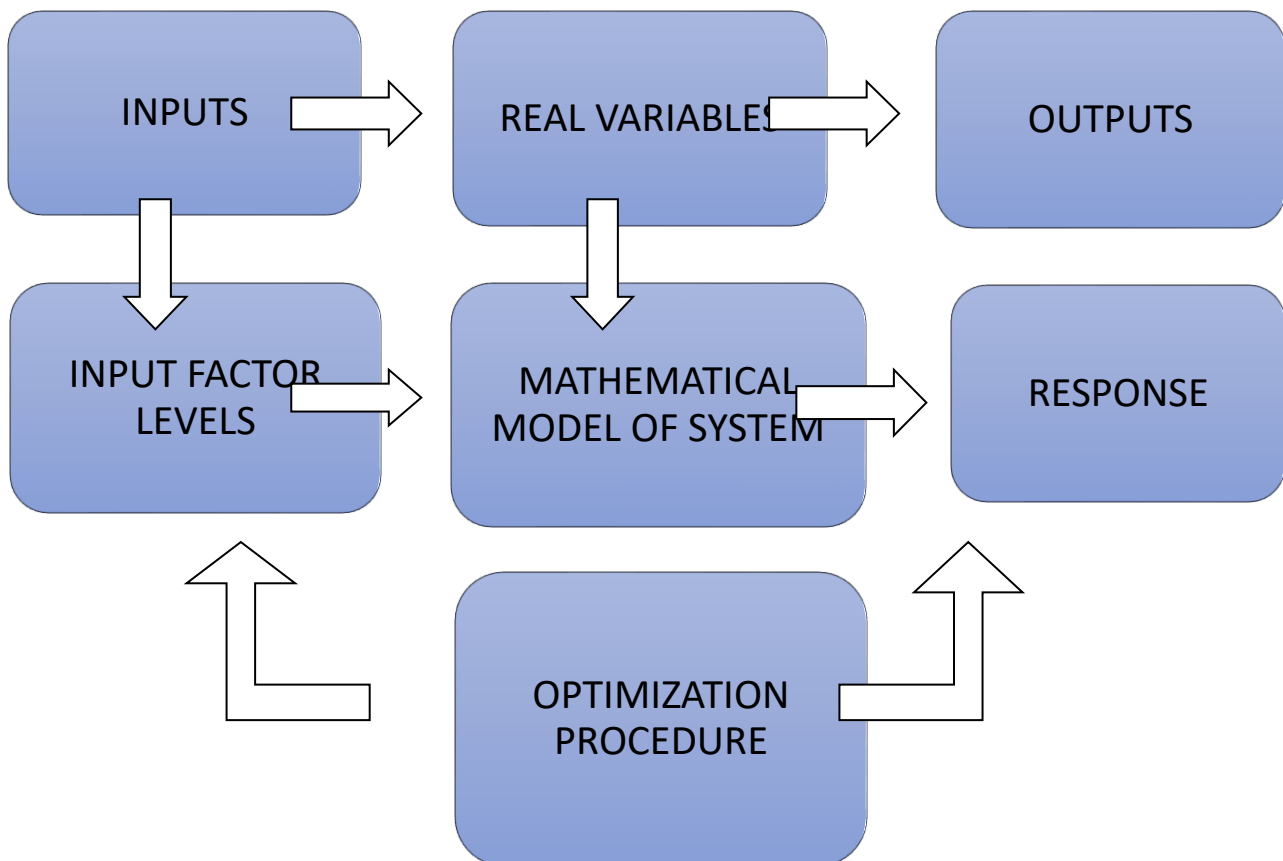 INPUTS
REAL VARIABLES
OUTPUTS
INPUT FACTOR
LEVELS
MATHEMATICAL
MODEL OF SYSTEM
RESPONSE
OPTIMIZATION
PROCEDURE